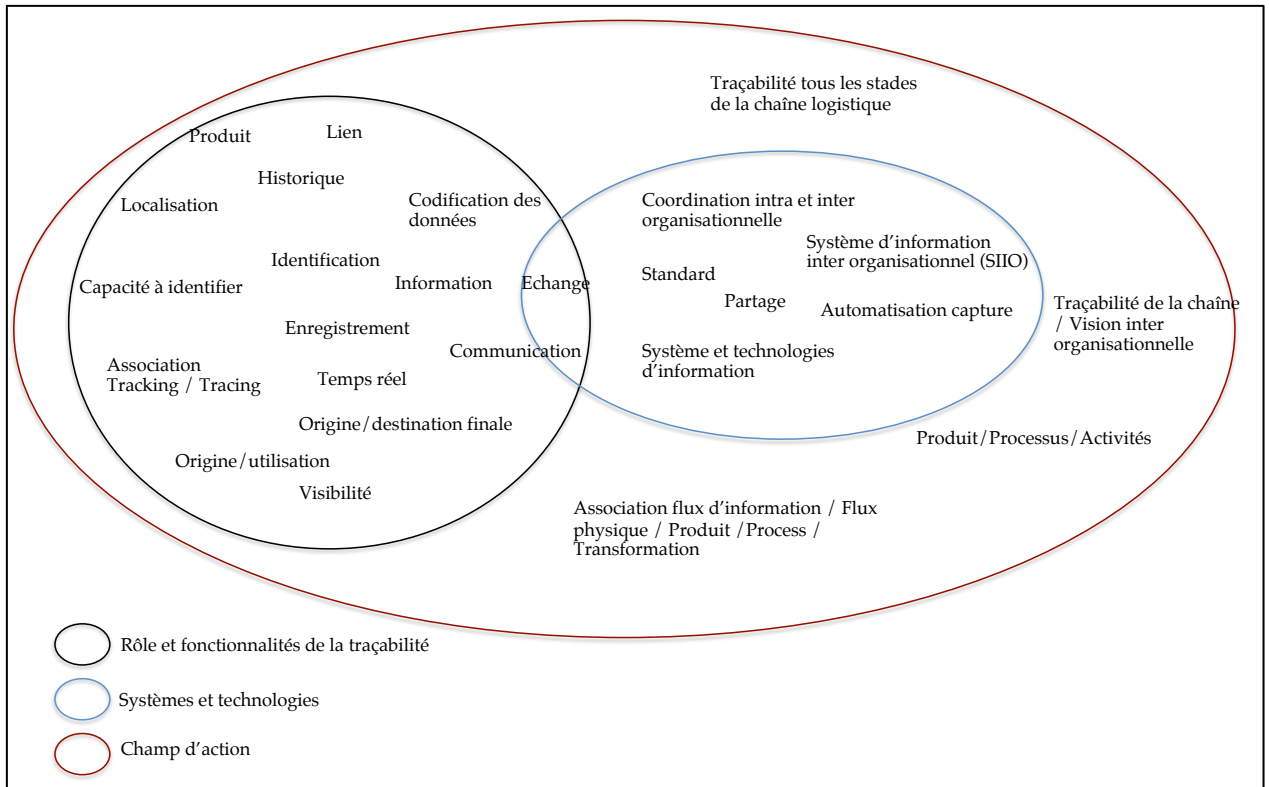 Traçabilité tous les stades
de la chaîne logistique
Produit
Lien
Historique
Localisation
Codification des
données
Identification
Capacité à identifier
Information
Echange
Enregistrement
Communication
Association
Tracking / Tracing
Temps réel
Origine/destination finale
Origine/utilisation
Visibilité
Coordination intra et inter
organisationnelle
Système d’information
inter organisationnel (SIIO)
Standard
Partage
Automatisation capture
Système et technologies
d’information
Traçabilité de la chaîne
/ Vision inter
organisationnelle
Produit/Processus/Activités
Association flux d’information / Flux
physique / Produit /Process /
Transformation
Rôle et fonctionnalités de la traçabilité
Systèmes et technologies
Champ d’action